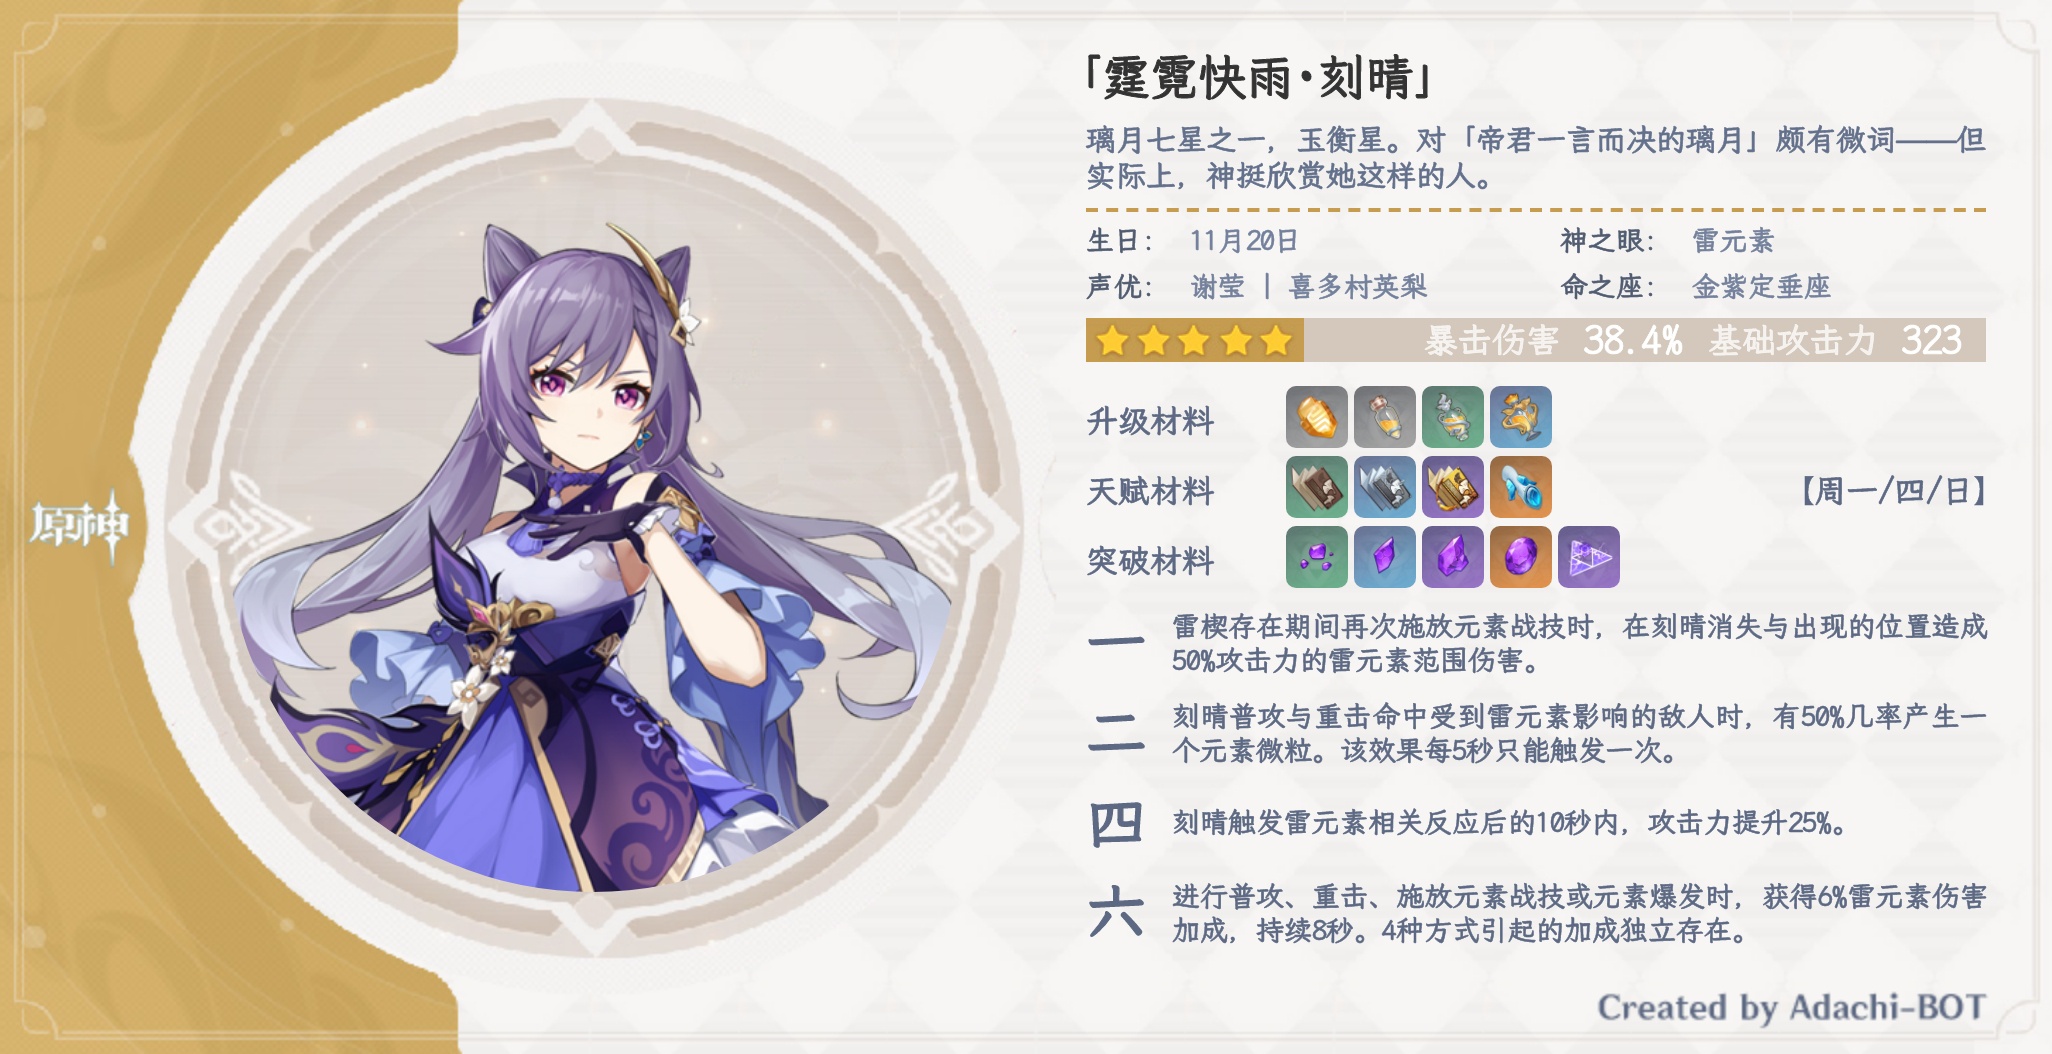 原神
「霆霓快雨·刻晴」
璃月七星之一，玉衡星。对「帝君一言而决的璃月」颇有微词——但
实际上，神挺欣赏她这样的人。
生日： 11月20日 神之眼： 雷元素
声优： 谢莹 | 喜多村英梨 命之座： 金紫定垂座
暴击伤害 38.4% 基础攻击力 323
升级材料
天赋材料 【周一/四/日】
突破材料
一 雷楔存在期间再次施放元素战技时，在刻晴消失与出现的位置造成
50%攻击力的雷元素范围伤害。
二 刻晴普攻与重击命中受到雷元素影响的敌人时，有50%几率产生一
个元素微粒。该效果每5秒只能触发一次。
四 刻晴触发雷元素相关反应后的10秒内，攻击力提升25%。
六 进行普攻、重击、施放元素战技或元素爆发时，获得6%雷元素伤害
加成，持续8秒。4种方式引起的加成独立存在。
Created by Adachi-BOT